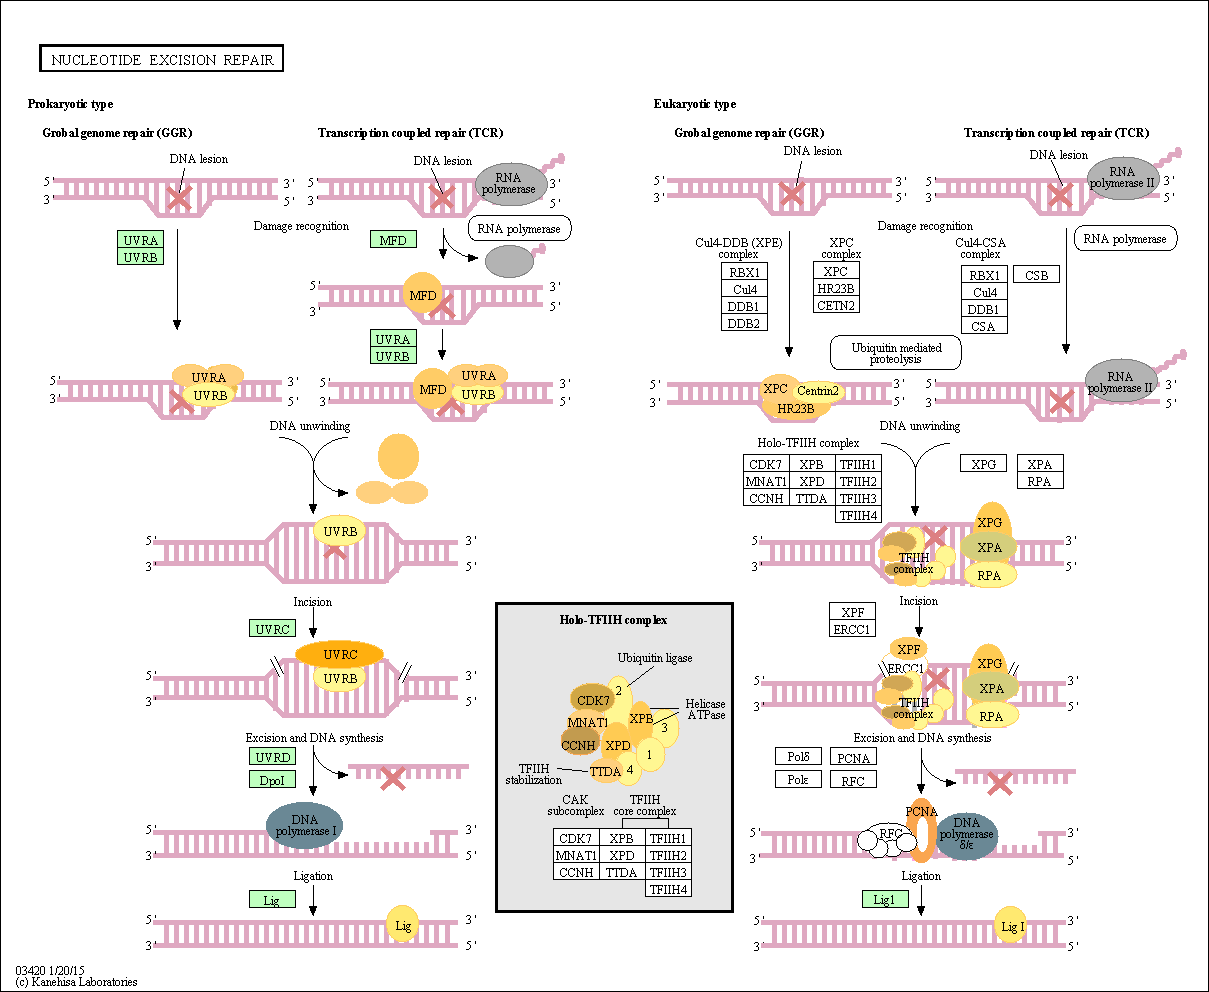 NUCLEOTIDE EXCISION REPAIR
Prokaryotic type
Eukaryotic type
Grobal genome repair (GGR)
Transcription coupled repair (TCR)
Grobal genome repair (GGR)
Transcription coupled repair (TCR)
DNA lesion
DNA lesion
DNA lesion
DNA lesion
5'
3'
3'
5'
RNA
polymerase
5'
3'
5'
3'
3'
5'
RNA
polymerase II
5'
3'
Damage recognition
Damage recognition
UVRA
UVRB
MFD
RNA polymerase
Cul4-DDB (XPE)
complex
RBX1
Cul4
DDB1
DDB2
XPC
complex
XPC
HR23B
CETN2
Cul4-CSA
complex
RBX1
Cul4
DDB1
CSA
CSB
RNA polymerase
5'
3'
MFD
3'
5'
UVRA
UVRB
Ubiquitin mediated
proteolysis
5'
3'
UVRA
UVRB
3'
5'
5'
3'
MFD
UVRA
UVRB
3'
5'
5'
3'
XPC
Centrin2
HR23B
3'
5'
5'
3'
RNA
polymerase II
3'
5'
DNA unwinding
DNA unwinding
Holo-TFIIH complex
CDK7 XPB TFIIH1
MNAT1 XPD TFIIH2
CCNH TTDA TFIIH3
TFIIH4
XPG
XPA
RPA
5'
3'
UVRB
3'
5'
5'
3'
TFIIH
complex
XPG
XPA
RPA
3'
5'
Incision
Incision
UVRC
XPF
ERCC1
5'
3'
UVRC
UVRB
3'
5'
5'
3'
XPF
ERCC1
TFIIH
complex
XPG
XPA
RPA
3'
5'
Excision and DNA synthesis
Excision and DNA synthesis
UVRD
DpoI
Polδ
Polε
PCNA
RFC
5'
3'
DNA
polymerase I
3'
5'
5'
3'
RFC
PCNA
DNA
polymerase
δ/ε
3'
5'
Ligation
Ligation
Lig
Lig1
5'
3'
Lig
3'
5'
5'
3'
Lig I
3'
5'
Holo-TFIIH complex
Ubiquitin ligase
CDK7
2
MNAT1
XPB
Helicase
ATPase
3
CCNH
XPD
1
TFIIH
stabilization
TTDA
4
CAK
subcomplex
TFIIH
core complex
CDK7 XPB TFIIH1
MNAT1 XPD TFIIH2
CCNH TTDA TFIIH3
TFIIH4
03420 1/20/15
(c) Kanehisa Laboratories